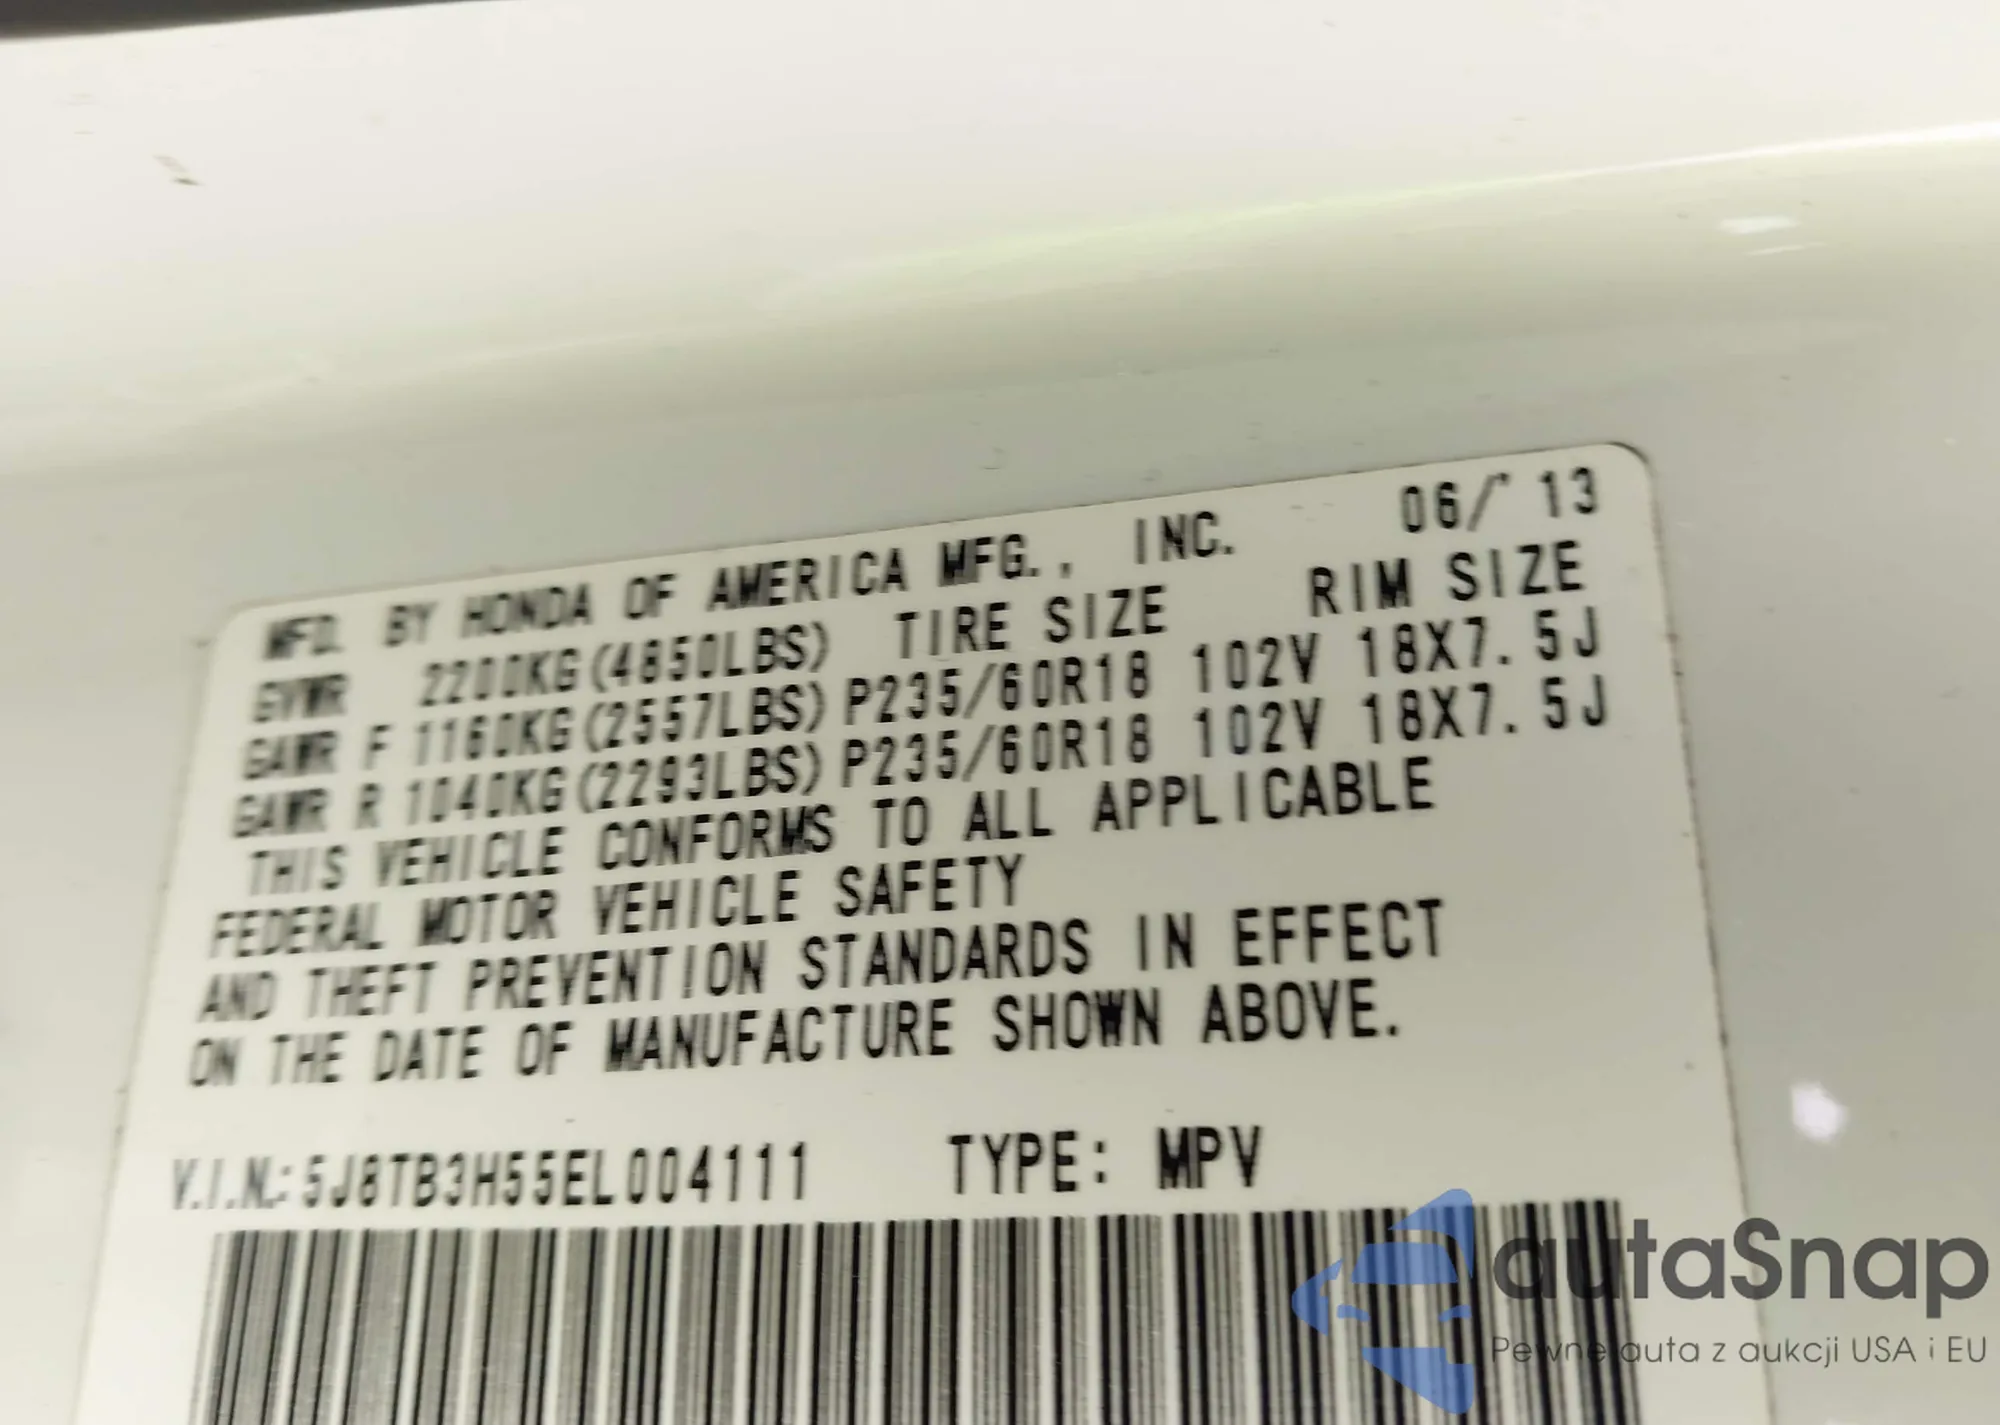 MFD. BY HONDA OF AMERICA MFG., INC. 06/'13
GVWR 2200KG(4850LBS) TIRE SIZE RIM SIZE
GAWR F 1160KG(2557LBS) P235/60R18 102V 18X7.5J
GAWR R 1040KG(2293LBS) P235/60R18 102V 18X7.5J
THIS VEHICLE CONFORMS TO ALL APPLICABLE
FEDERAL MOTOR VEHICLE SAFETY
AND THEFT PREVENTION STANDARDS IN EFFECT
ON THE DATE OF MANUFACTURE SHOWN ABOVE.
V.I.N.: 5J8TB3H55EL004111 TYPE: MPV
autaSnap
Pewne auta z aukcji USA i EU